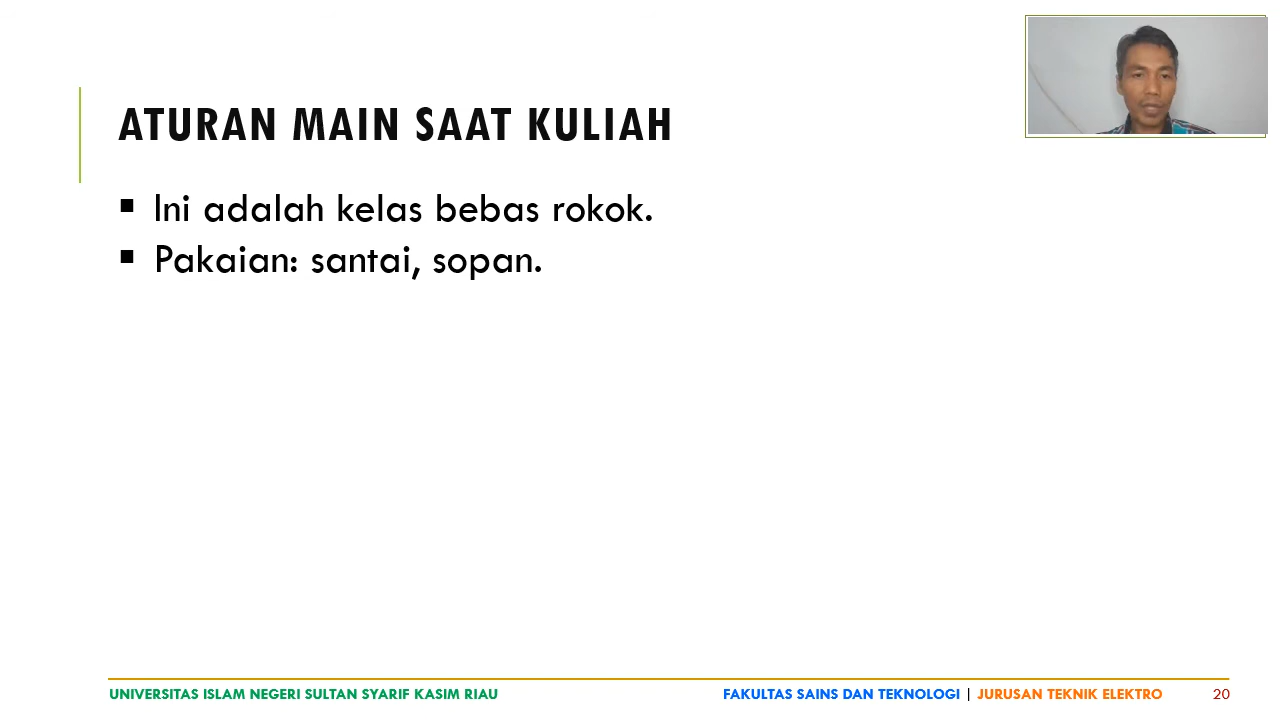 ATURAN MAIN SAAT KULIAH
▪ Ini adalah kelas bebas rokok.
▪ Pakaian: santai, sopan.
UNIVERSITAS ISLAM NEGERI SULTAN SYARIF KASIM RIAU
FAKULTAS SAINS DAN TEKNOLOGI | JURUSAN TEKNIK ELEKTRO
20